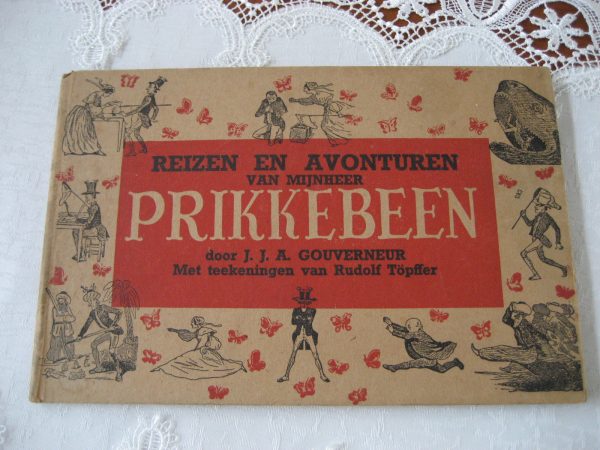 REIZEN EN AVONTUREN
VAN MIJNHEER
PRIKKEBEEN
door J. J. A. GOUVERNEUR
Met teekeningen van Rudolf Töpffer